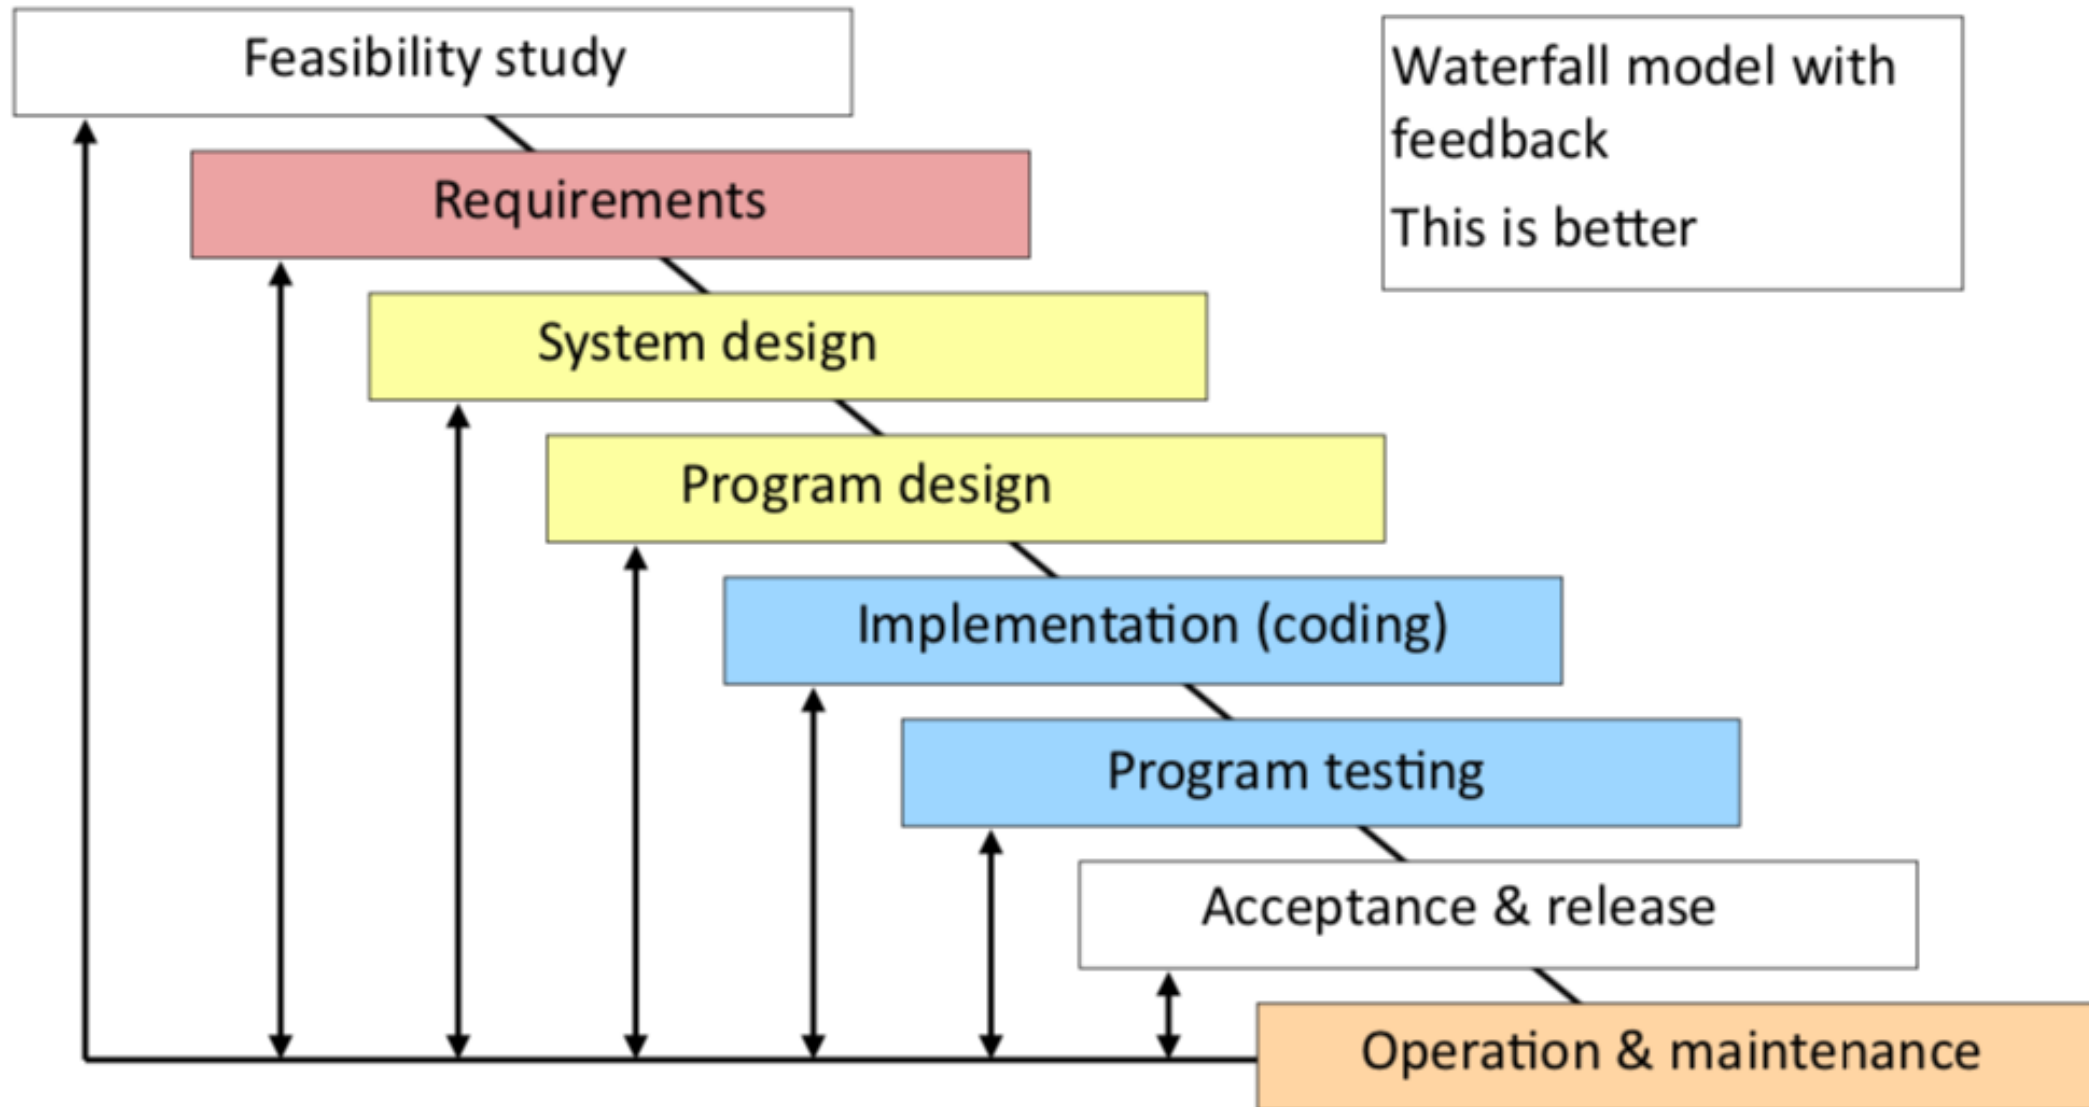 Feasibility study
Waterfall model with
feedback
This is better
Requirements
System design
Program design
Implementation (coding)
Program testing
Acceptance & release
Operation & maintenance